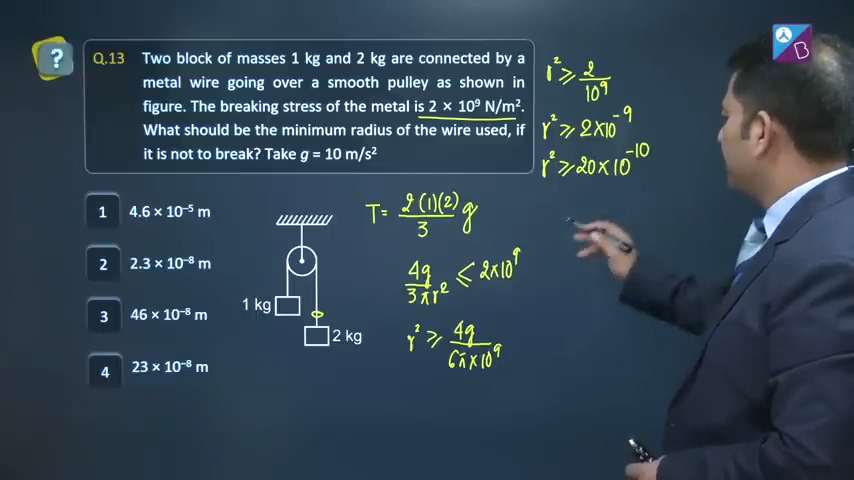 ?
Q.13 Two block of masses 1 kg and 2 kg are connected by a
metal wire going over a smooth pulley as shown in
figure. The breaking stress of the metal is 2 × 10⁹ N/m².
What should be the minimum radius of the wire used, if
it is not to break? Take g = 10 m/s²
1 4.6 × 10⁻⁵ m
2 2.3 × 10⁻⁸ m
3 46 × 10⁻⁸ m
4 23 × 10⁻⁸ m
1 kg
2 kg
T = 2(1)(2)/3 g
4g/3πr² ≤ 2×10⁹
r² ≥ 4g/6π×10⁹
r² ≥ 2/10⁹
r² ≥ 2×10⁻⁹
r² ≥ 20×10⁻¹⁰
B